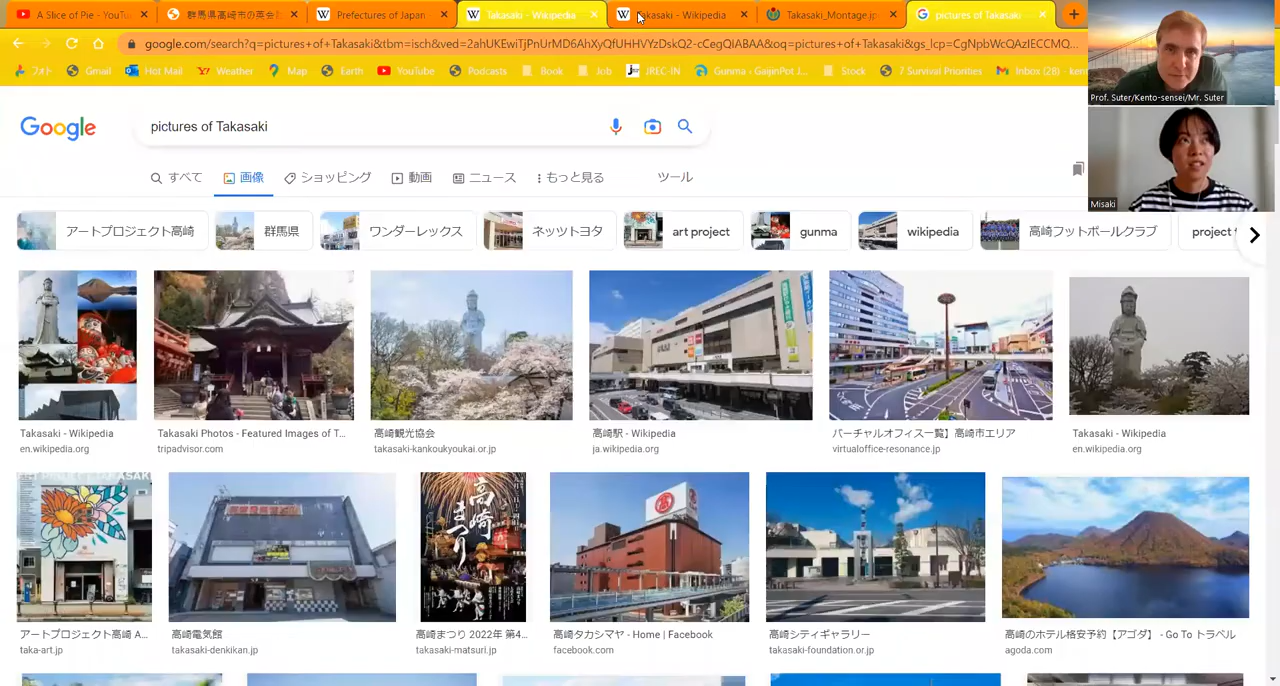 A Slice of Pie - YouTu
群馬県高崎市の英会
Prefectures of Japan
Takasaki - Wikipedia
Takasaki - Wikipedia
Takasaki_Montage.jp
pictures of Takasaki
google.com/search?q=pictures+of+Takasaki&tbm=isch&ved=2ahUKEwiTjPnUrMD6AhXyQfUHHVYzDskQ2-cCegQIABAA&oq=pictures+of+Takasaki&gs_lcp=CgNpbWcQAzIECCMQ...
フォト
Gmail
Hot Mail
Weather
Map
Earth
YouTube
Podcasts
Book
Job
JREC-IN
Gunma ‹ GaijinPot J...
Stock
7 Survival Priorities
Inbox (28) - kent
Prof. Suter/Kento-sensei/Mr. Suter
Misaki
Google
pictures of Takasaki
すべて
画像
ショッピング
動画
ニュース
もっと見る
ツール
アートプロジェクト高崎
群馬県
ワンダーレックス
ネッツトヨタ
art project
gunma
wikipedia
高崎フットボールクラブ
project
Takasaki - Wikipedia
en.wikipedia.org
Takasaki Photos - Featured Images of T...
tripadvisor.com
高崎観光協会
takasaki-kankoukyoukai.or.jp
高崎駅 - Wikipedia
ja.wikipedia.org
バーチャルオフィス一覧】高崎市エリア
virtualoffice-resonance.jp
Takasaki - Wikipedia
en.wikipedia.org
高崎まつり
アートプロジェクト高崎 A...
taka-art.jp
高崎電気館
takasaki-denkikan.jp
高崎まつり 2022年 第4...
takasaki-matsuri.jp
高崎タカシマヤ - Home | Facebook
facebook.com
高崎シティギャラリー
takasaki-foundation.or.jp
高崎のホテル格安予約【アゴダ】 - Go To トラベル
agoda.com